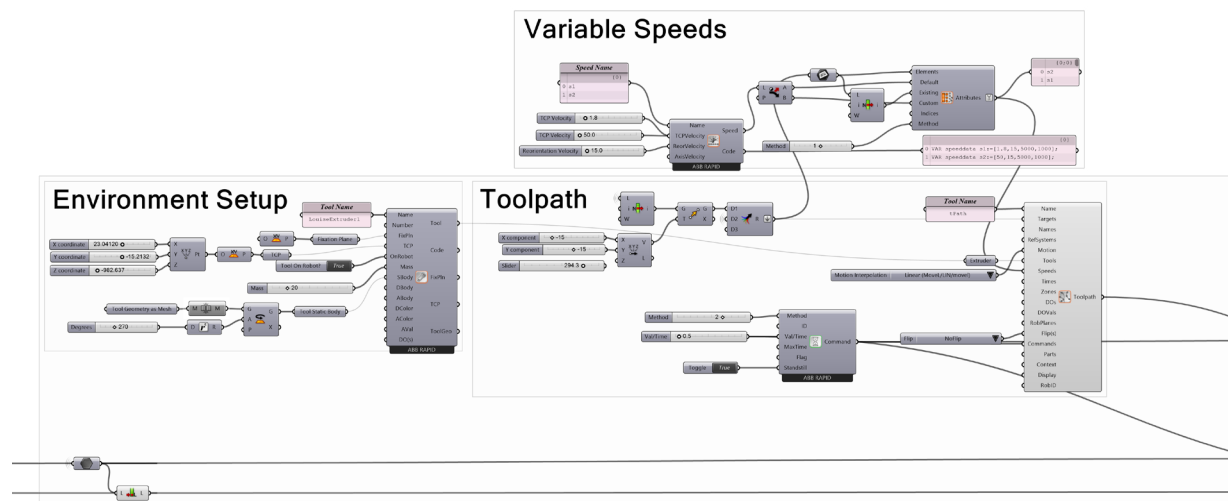 Variable Speeds
Speed Name
{0}
0 s1
1 s2
TCP Velocity
1.8
TCP Velocity
50.0
Reorientation Velocity
15.0
Name
TCPVelocity
ReorVelocity
AxisVelocity
Speed
Code
ABB RAPID
L
P
A
B
L
i
W
i
Method
1
Elements
Default
Existing
Custom
Indices
Method
Attributes
{0;0}
0 s2
1 s1
{0}
0 VAR speeddata s1:=[1.8,15,5000,1000];
1 VAR speeddata s2:=[50,15,5000,1000];
Environment Setup
Tool Name
X coordinate
23.04120
Y coordinate
-15.2132
Z coordinate
-962.637
X
Y
Z
O
P
Fixation Plane
O
P
TCP
Tool On Robot?
True
Mass
20
Tool Geometry as Mesh
M
M
Degrees
270
D
R
G
A
P
G
X
Tool Static Body
Name
Number
FixPln
TCP
OnRobot
Mass
SBody
DBody
ABody
DColor
AColor
AVal
DO(s)
Tool
Code
FixPln
TCP
ToolGeo
ABB RAPID
Toolpath
L
i
W
i
G
T
G
X
D1
D2
D3
R
X component
-15
Y component
-15
Slider
294.3
X
Y
Z
V
L
Tool Name
tPath
Extruder
Motion Interpolation
Linear (MoveL/LIN/movel)
Method
2
Val/Time
0.5
Toggle
True
Method
ID
Val/Time
MaxTime
Flag
StandsXII
Command
ABB RAPID
Flip
NoFlip
Name
Targets
Names
RefSystems
Motion
Tools
Speeds
Times
Zones
DOs
DOVals
RobPlanes
Flip(s)
Commands
Parts
Context
Display
RobID
Toolpath
L
L